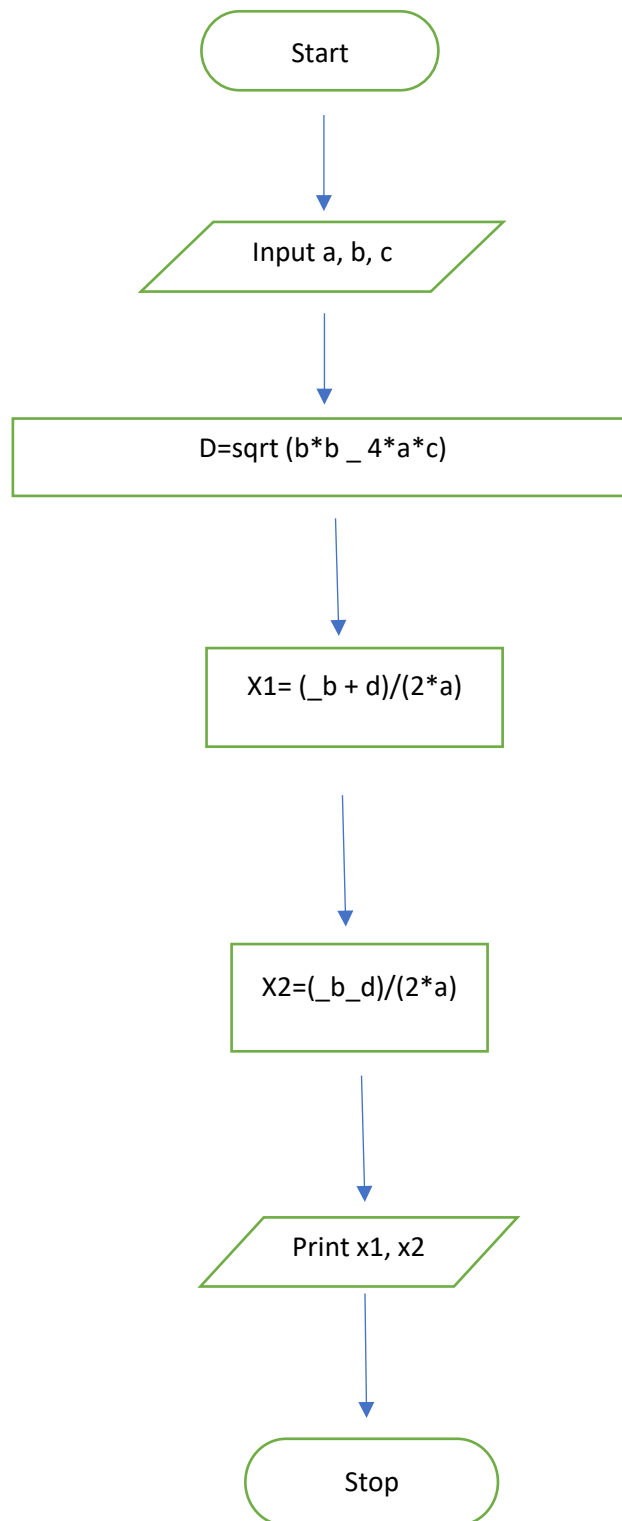 Start
Input a, b, c
D=sqrt (b*b _ 4*a*c)
X1= (_b + d)/(2*a)
X2=(_b_d)/(2*a)
Print x1, x2
Stop